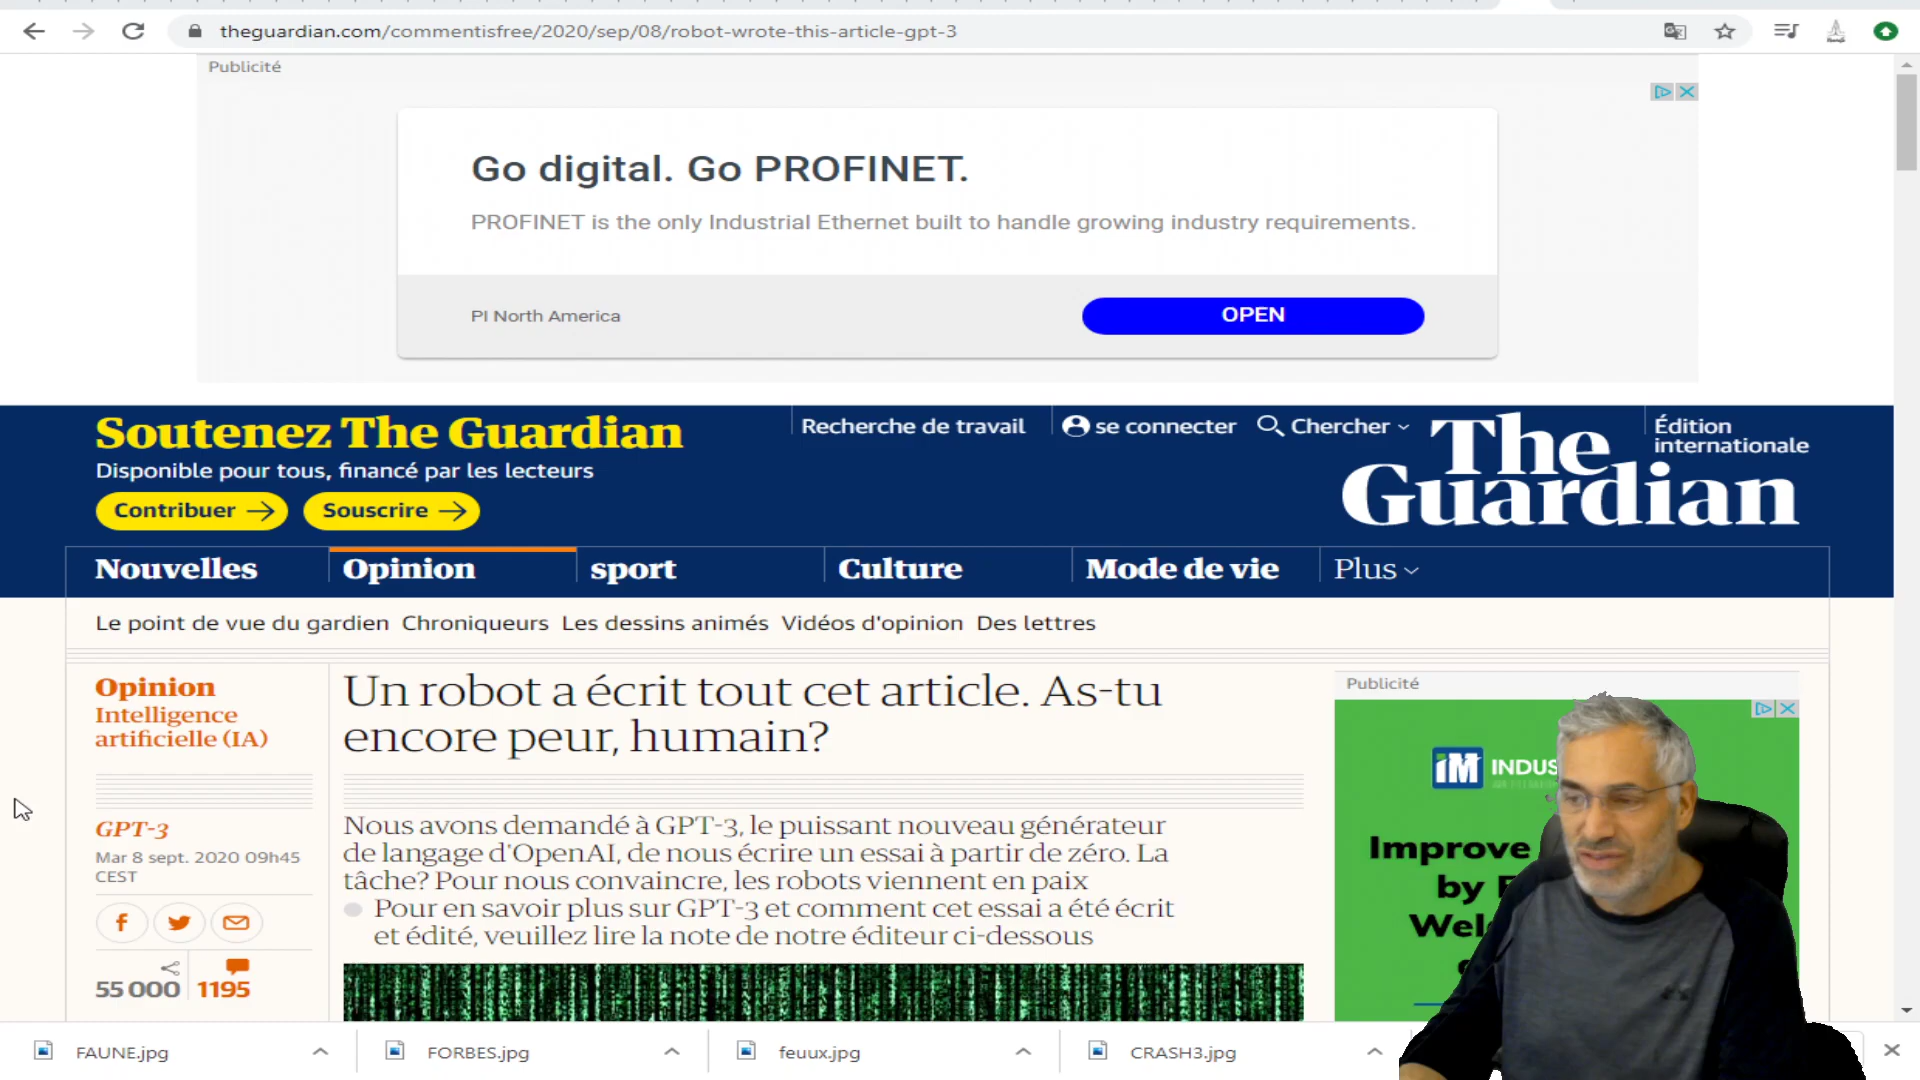 theguardian.com/commentisfree/2020/sep/08/robot-wrote-this-article-gpt-3
Publicité
Go digital. Go PROFINET.
PROFINET is the only Industrial Ethernet built to handle growing industry requirements.
PI North America
OPEN
Soutenez The Guardian
Disponible pour tous, financé par les lecteurs
Contribuer
Souscrire
Recherche de travail
se connecter
Chercher
The
Guardian
Édition
internationale
Nouvelles
Opinion
sport
Culture
Mode de vie
Plus
Le point de vue du gardien Chroniqueurs Les dessins animés Vidéos d'opinion Des lettres
Opinion
Intelligence
artificielle (IA)
GPT-3
Mar 8 sept. 2020 09h45
CEST
55 000
1195
Un robot a écrit tout cet article. As-tu
encore peur, humain?
Nous avons demandé à GPT-3, le puissant nouveau générateur
de langage d'OpenAI, de nous écrire un essai à partir de zéro. La
tâche? Pour nous convaincre, les robots viennent en paix
Pour en savoir plus sur GPT-3 et comment cet essai a été écrit
et édité, veuillez lire la note de notre éditeur ci-dessous
Publicité
iM INDUS
Improve
by
Wel
FAUNE.jpg
FORBES.jpg
feuux.jpg
CRASH3.jpg